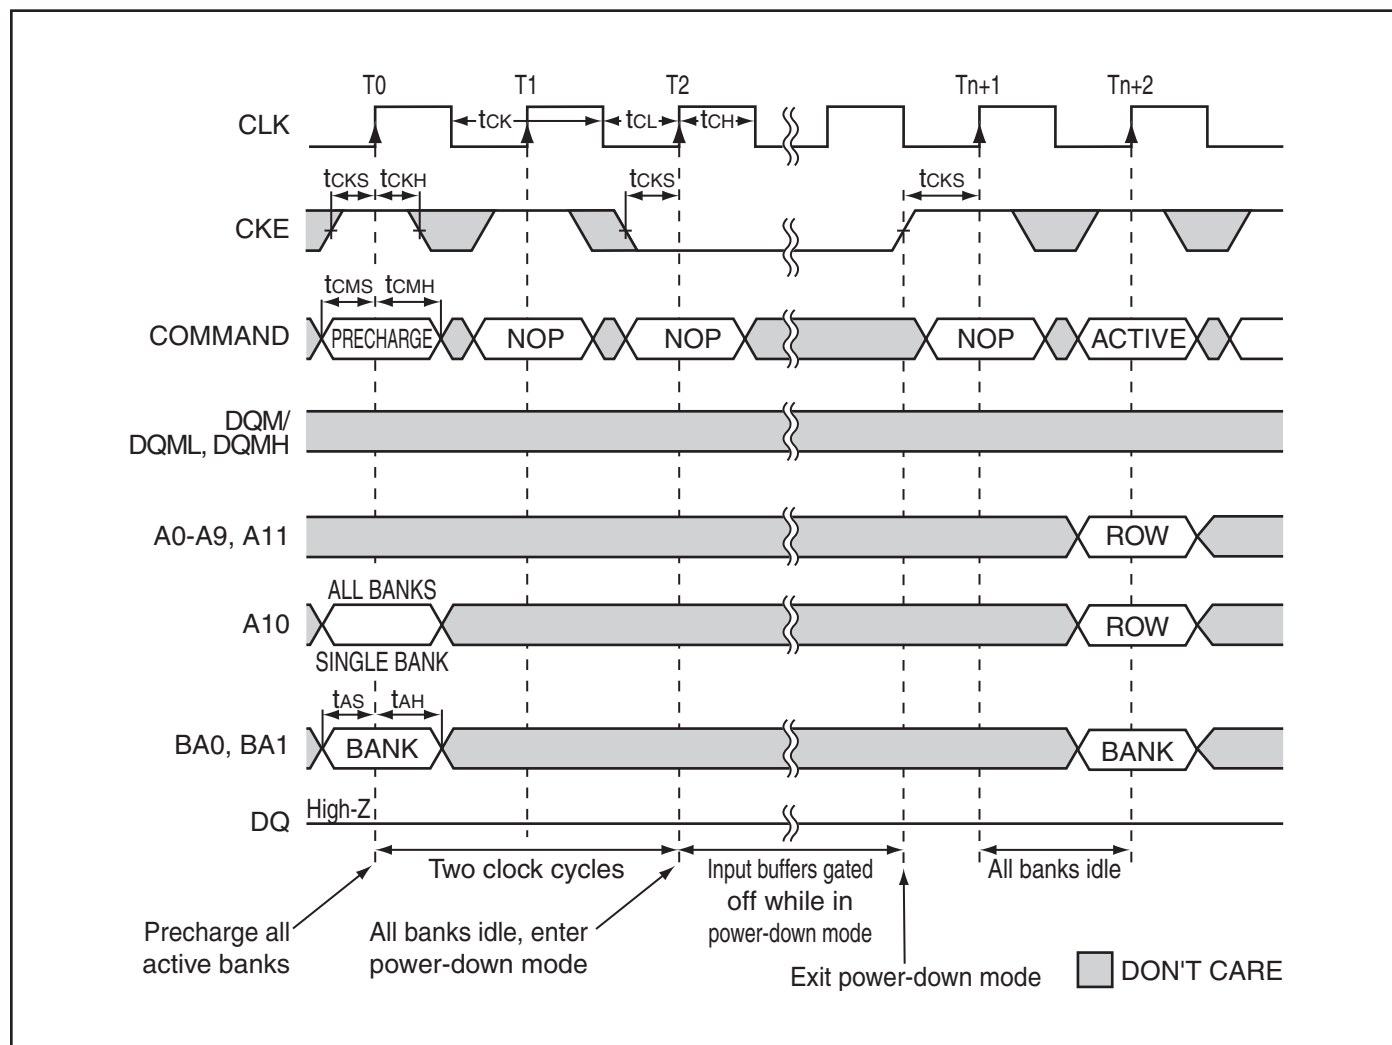 T0 T1 T2 Tn+1 Tn+2
CLK
tCK tCL tCH
tCKS tCKH tCKS tCKS
CKE
tCMS tCMH
COMMAND PRECHARGE NOP NOP NOP ACTIVE
DQM/
DQML, DQMH
A0-A9, A11 ROW
ALL BANKS
A10 ROW
SINGLE BANK
tAS tAH
BA0, BA1 BANK BANK
High-Z
DQ
Two clock cycles
Input buffers gated
off while in
power-down mode
All banks idle
Precharge all
active banks
All banks idle, enter
power-down mode
Exit power-down mode
DON'T CARE